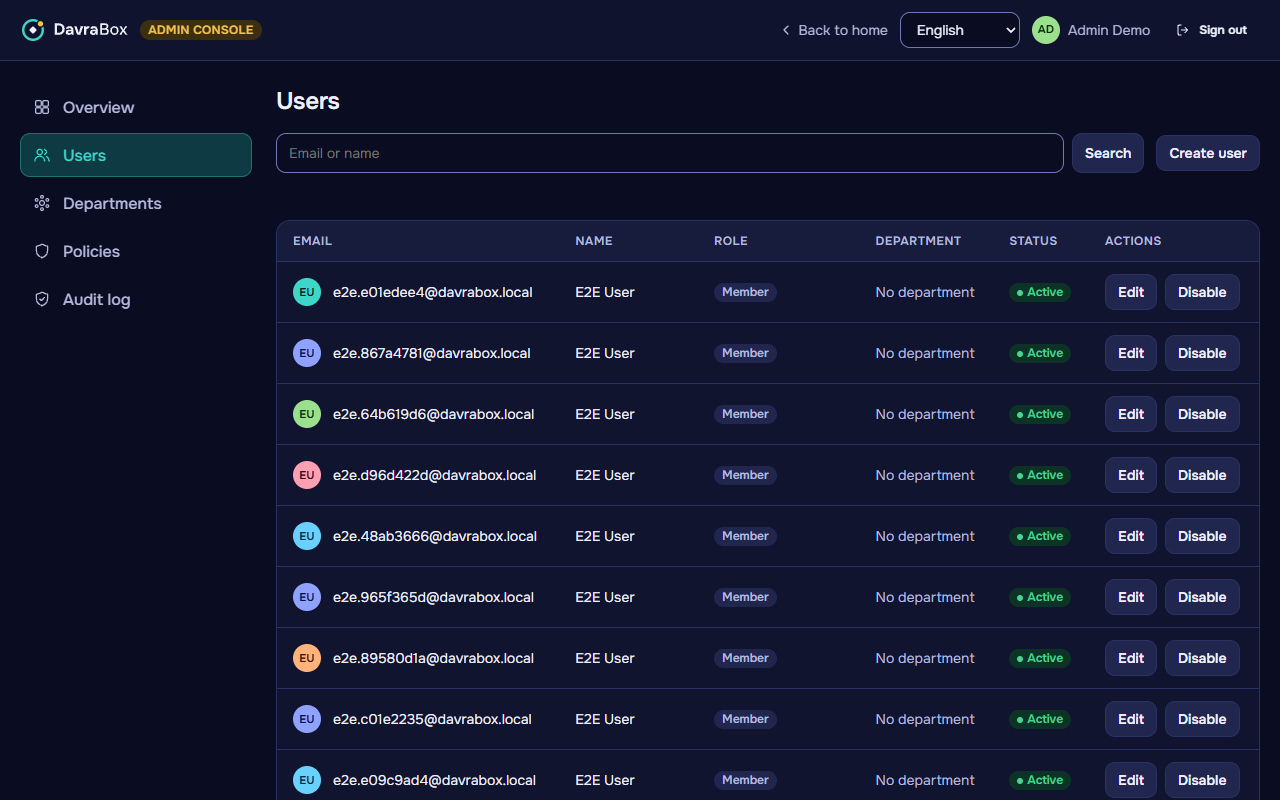 DavraBox ADMIN CONSOLE Back to home English AD Admin Demo Sign out
Overview
Users
Departments
Policies
Audit log
Users
Email or name Search Create user
EMAIL NAME ROLE DEPARTMENT STATUS ACTIONS
EU e2e.e01edee4@davrabox.local E2E User Member No department Active Edit Disable
EU e2e.867a4781@davrabox.local E2E User Member No department Active Edit Disable
EU e2e.64b619d6@davrabox.local E2E User Member No department Active Edit Disable
EU e2e.d96d422d@davrabox.local E2E User Member No department Active Edit Disable
EU e2e.48ab3666@davrabox.local E2E User Member No department Active Edit Disable
EU e2e.965f365d@davrabox.local E2E User Member No department Active Edit Disable
EU e2e.89580d1a@davrabox.local E2E User Member No department Active Edit Disable
EU e2e.c01e2235@davrabox.local E2E User Member No department Active Edit Disable
EU e2e.e09c9ad4@davrabox.local E2E User Member No department Active Edit Disable